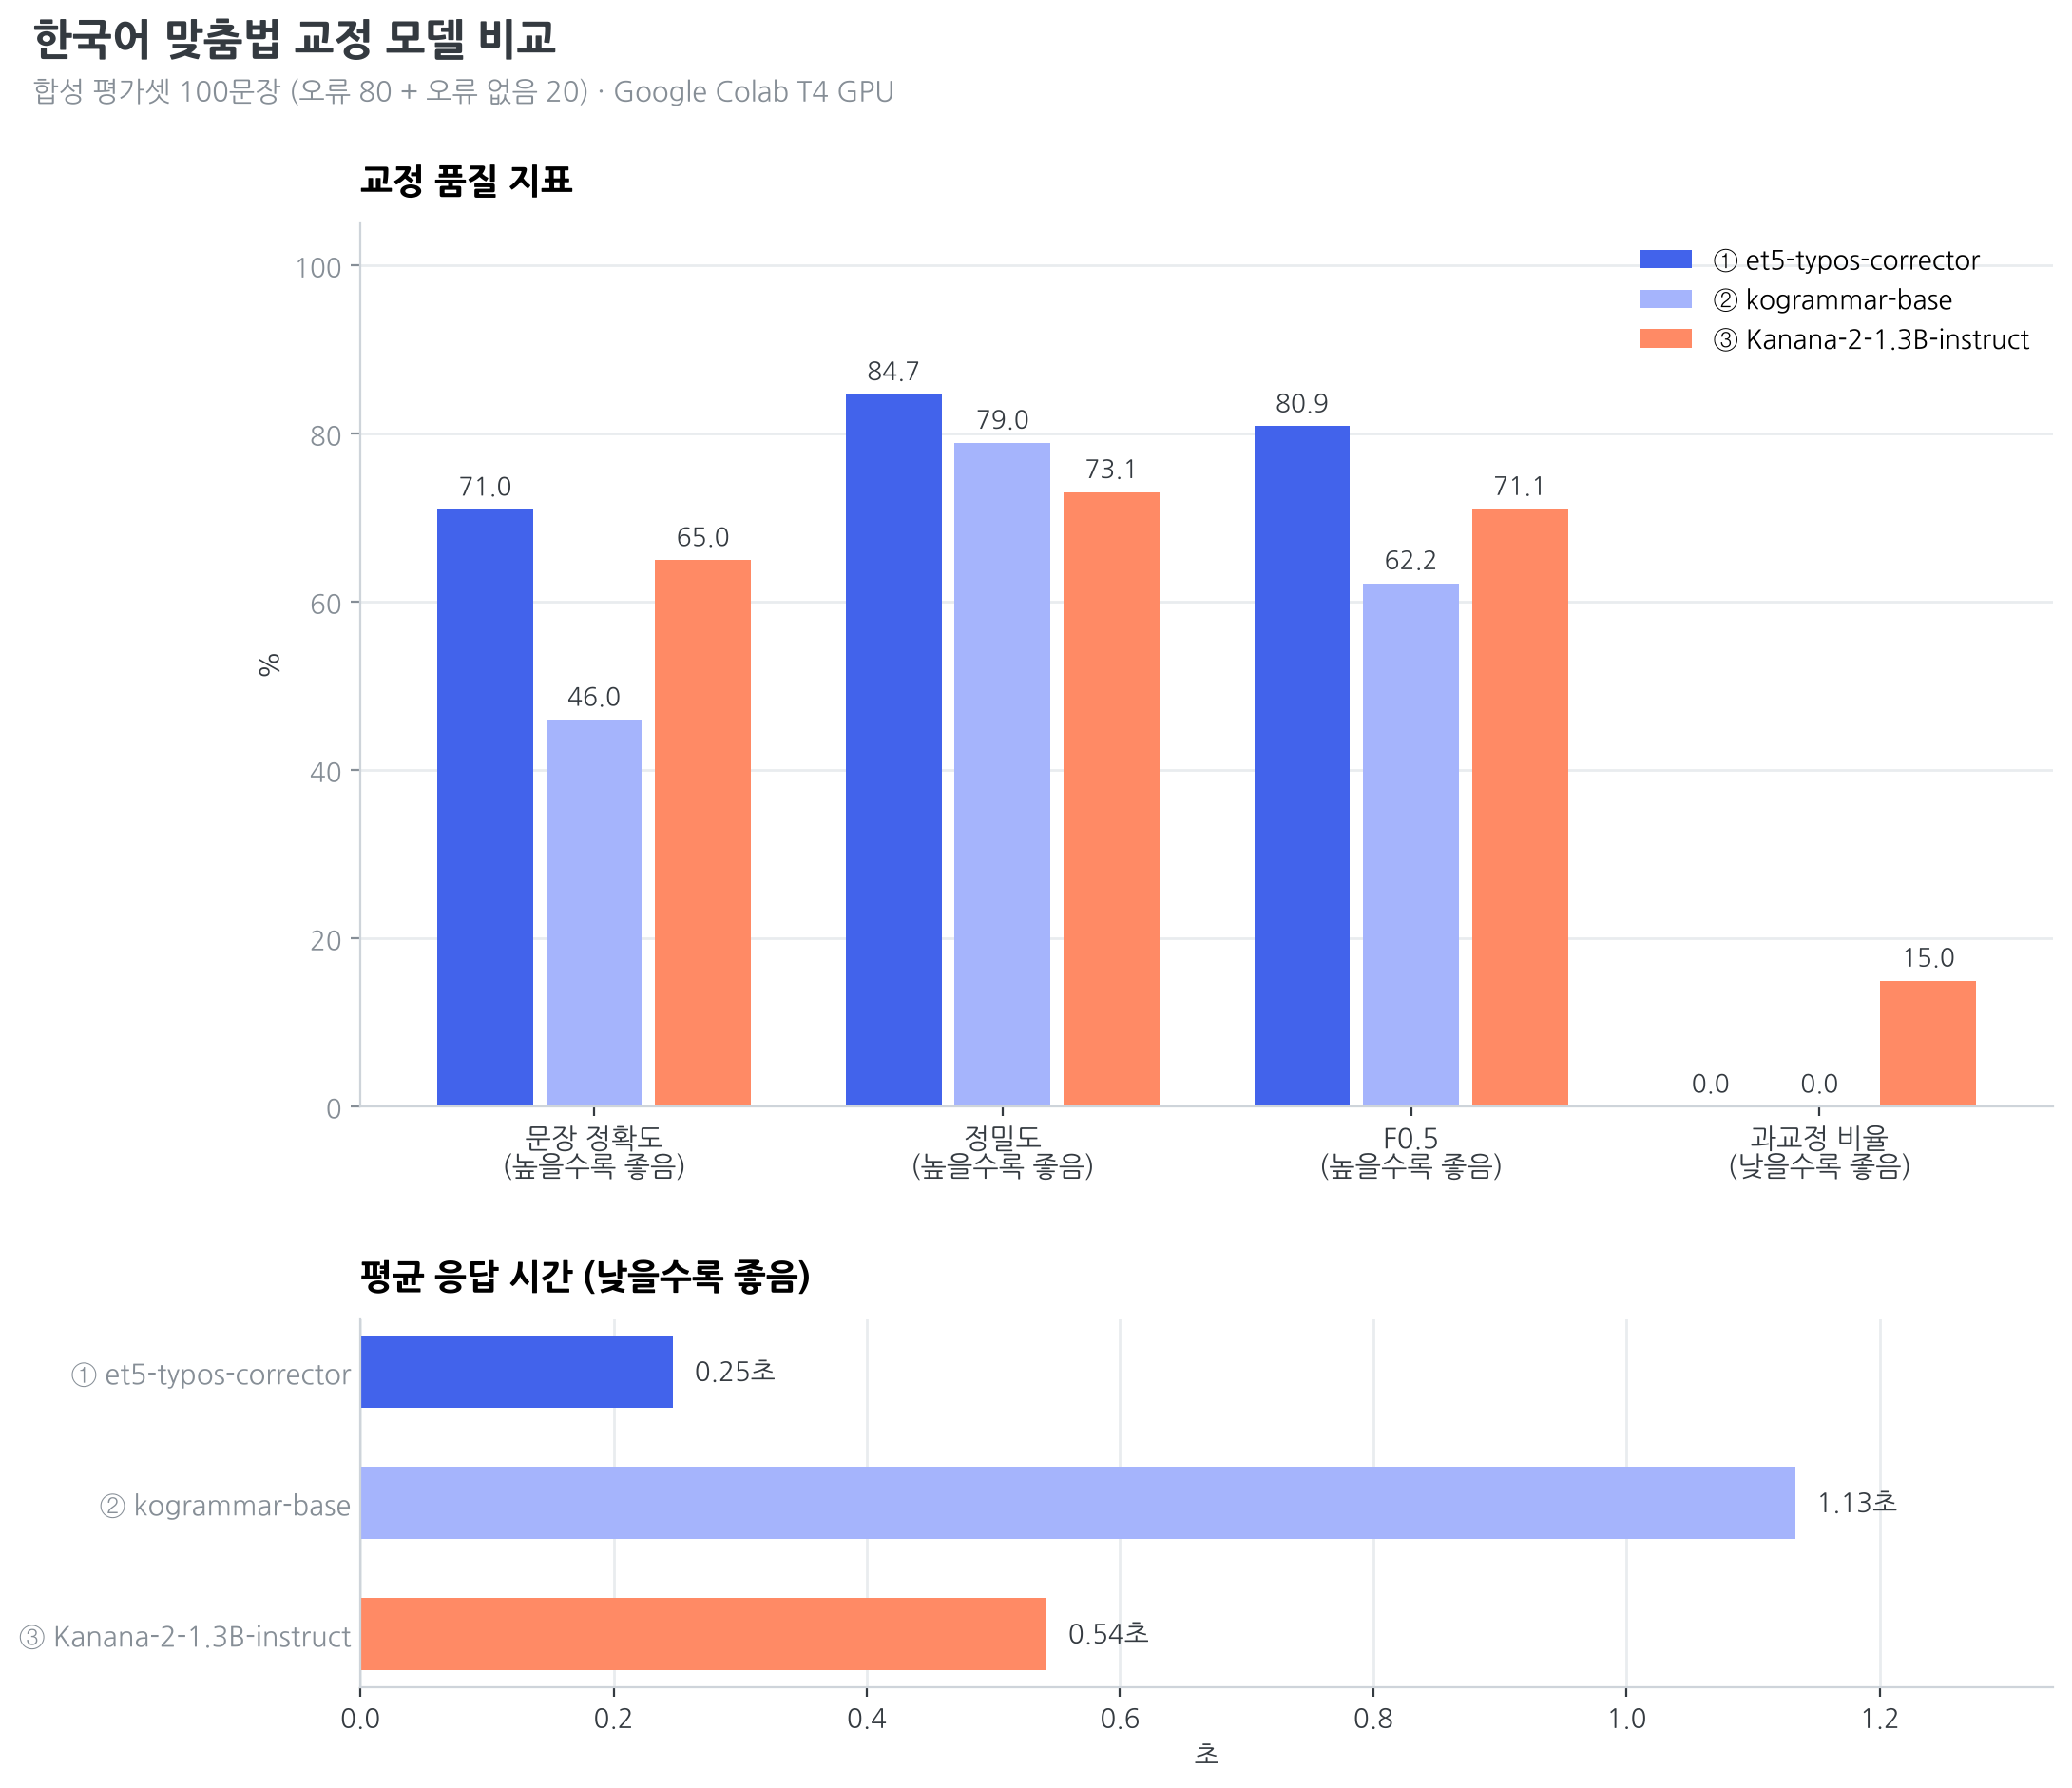 한국어 맞춤법 교정 모델 비교
합성 평가셋 100문장 (오류 80 + 오류 없음 20) · Google Colab T4 GPU
교정 품질 지표
① et5-typos-corrector
② kogrammar-base
③ Kanana-2-1.3B-instruct
%
100
80
60
40
20
0
71.0
46.0
65.0
84.7
79.0
73.1
80.9
62.2
71.1
0.0
0.0
15.0
문장 정확도
(높을수록 좋음)
정밀도
(높을수록 좋음)
F0.5
(높을수록 좋음)
과교정 비율
(낮을수록 좋음)
평균 응답 시간 (낮을수록 좋음)
① et5-typos-corrector
0.25초
② kogrammar-base
1.13초
③ Kanana-2-1.3B-instruct
0.54초
0.0 0.2 0.4 0.6 0.8 1.0 1.2
초